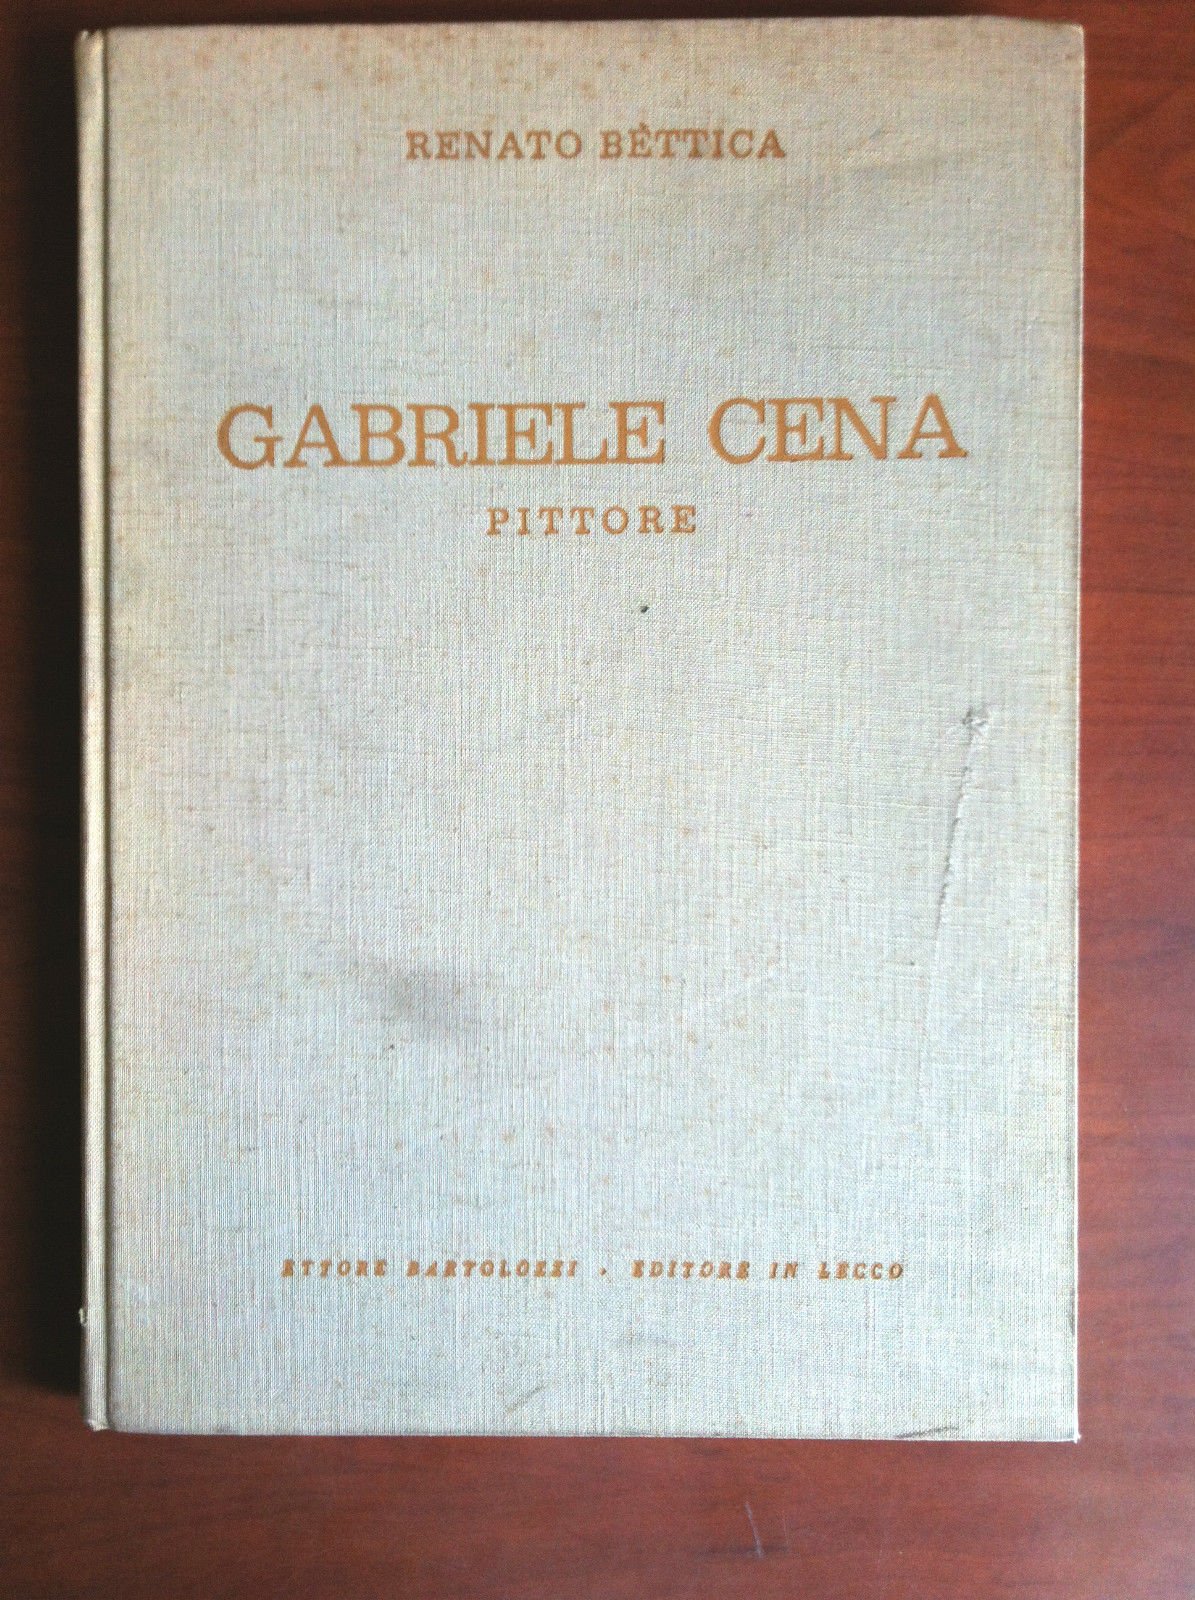 RENATO BÈTTICA
GABRIELE CENA
PITTORE
ETTORE BARTOLOZZI . EDITORE IN LECCO